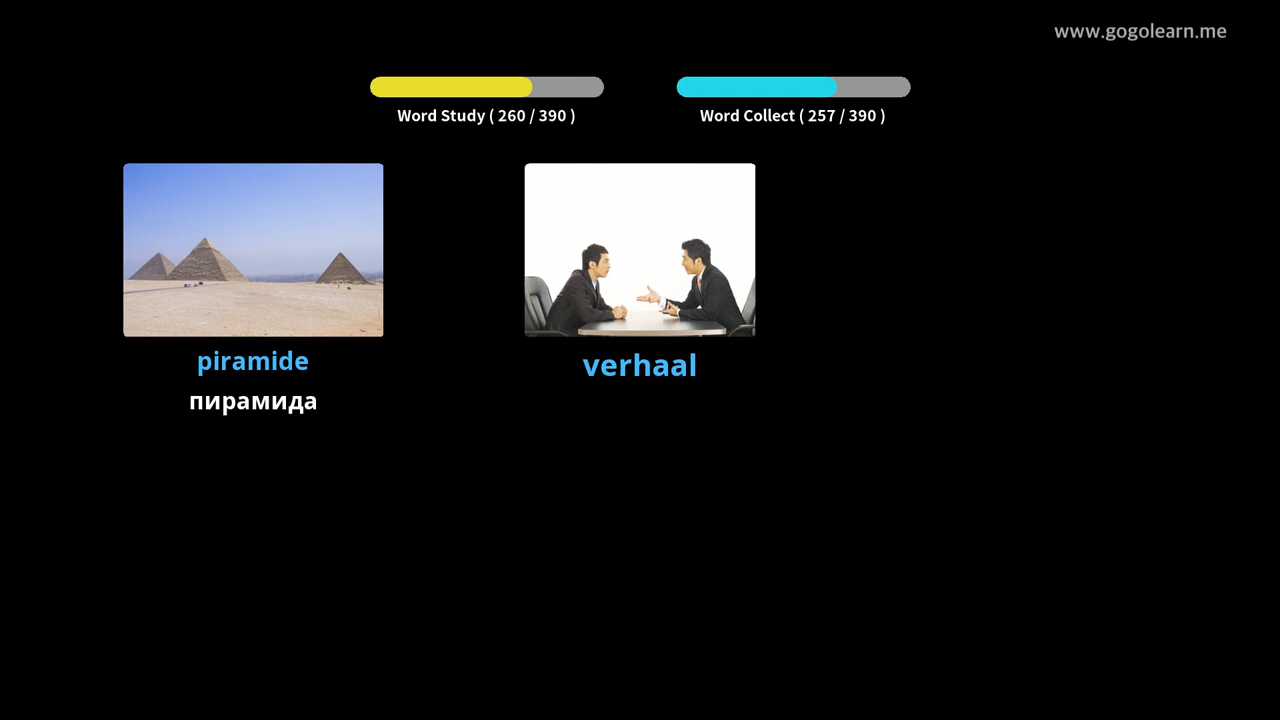 www.gogolearn.me
Word Study ( 260 / 390 )
Word Collect ( 257 / 390 )
piramide
пирамида
verhaal